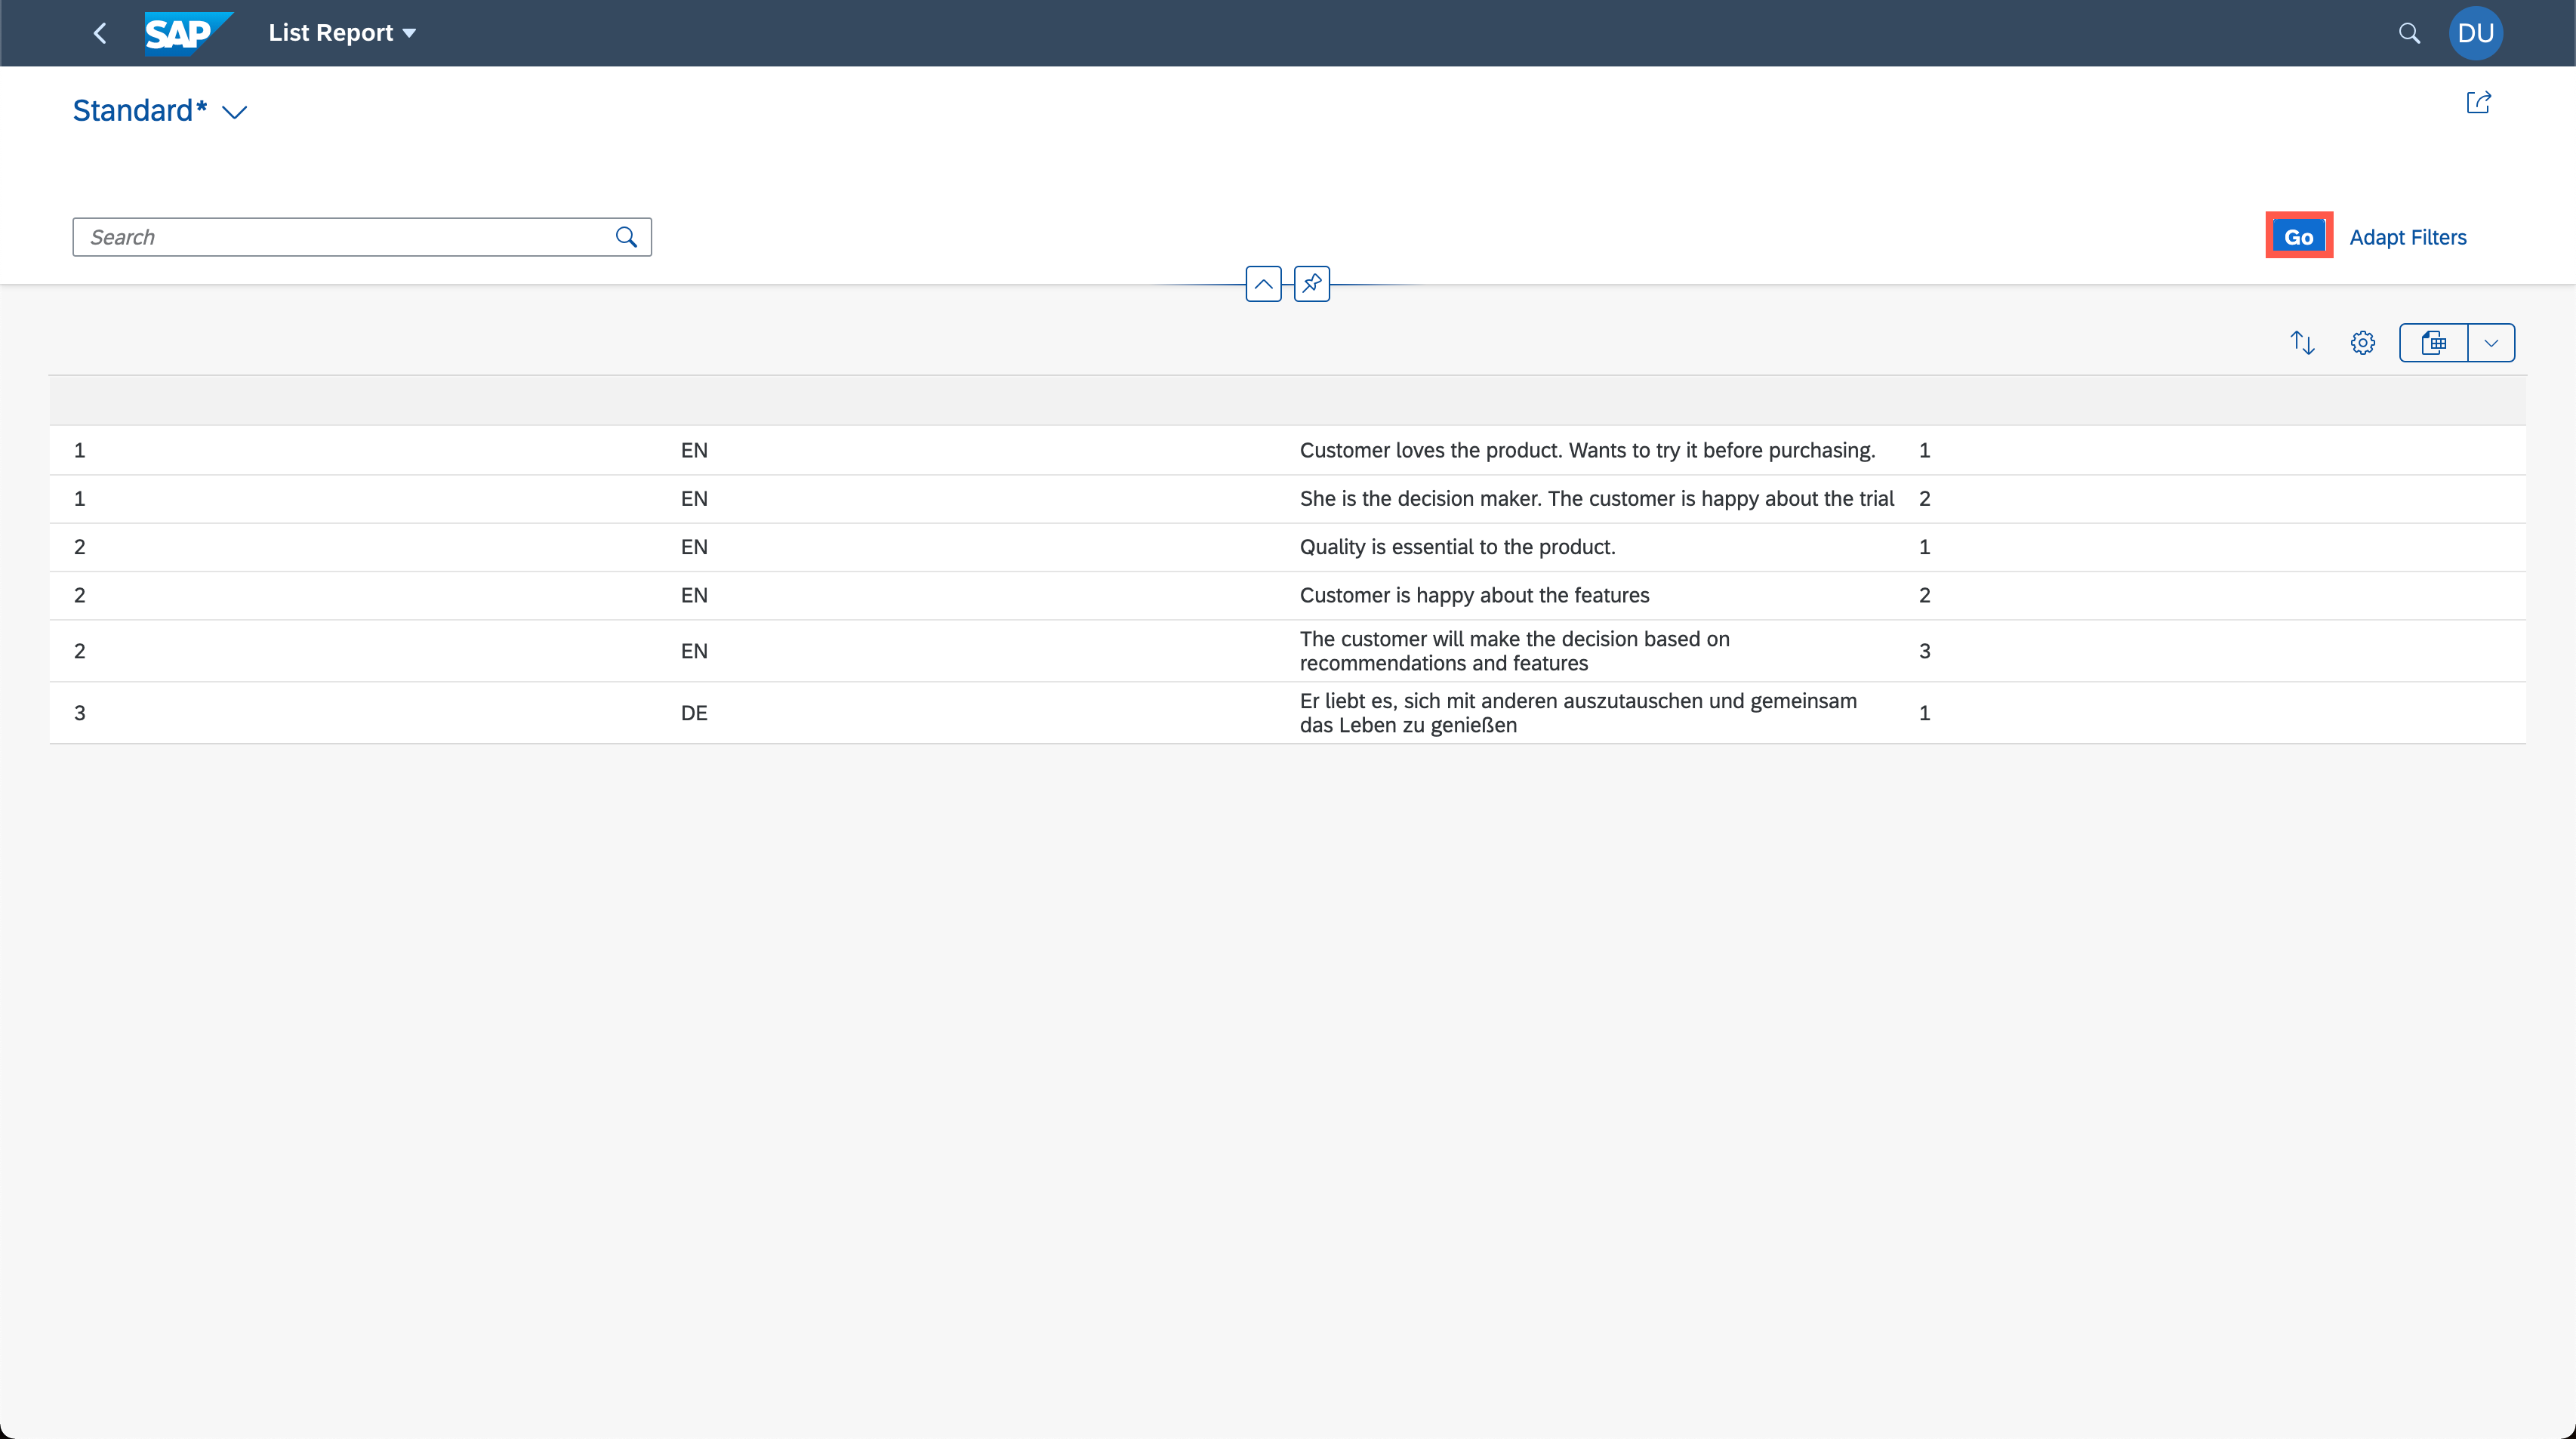 SAP List Report DU
Standard*
Search Go Adapt Filters
1 EN Customer loves the product. Wants to try it before purchasing. 1
1 EN She is the decision maker. The customer is happy about the trial 2
2 EN Quality is essential to the product. 1
2 EN Customer is happy about the features 2
The customer will make the decision based on
2 EN recommendations and features 3
Er liebt es, sich mit anderen auszutauschen und gemeinsam
3 DE das Leben zu genießen 1